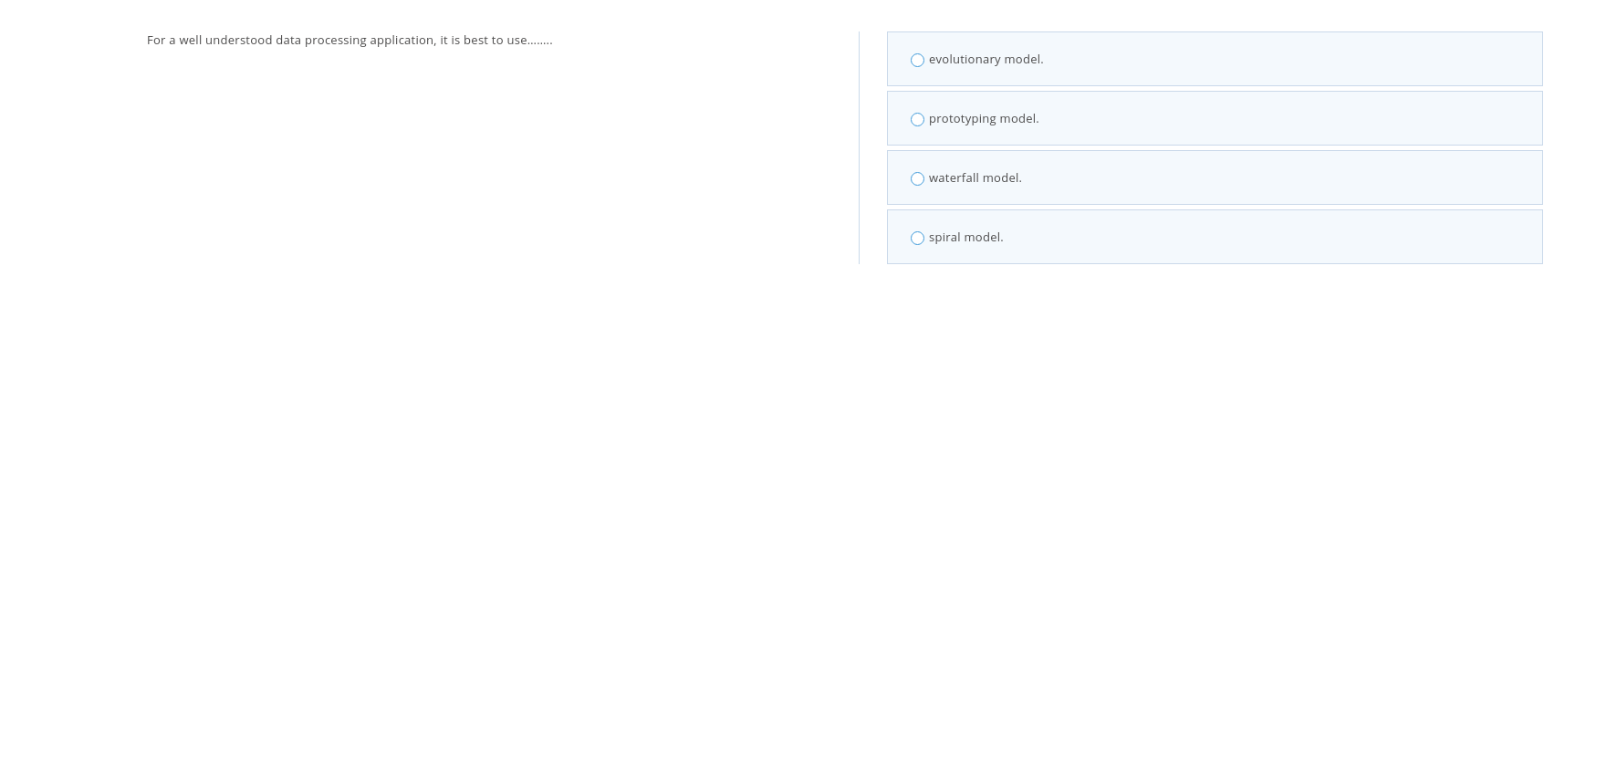 For a well understood data processing application, it is best to use........
evolutionary model.
prototyping model.
waterfall model.
spiral model.